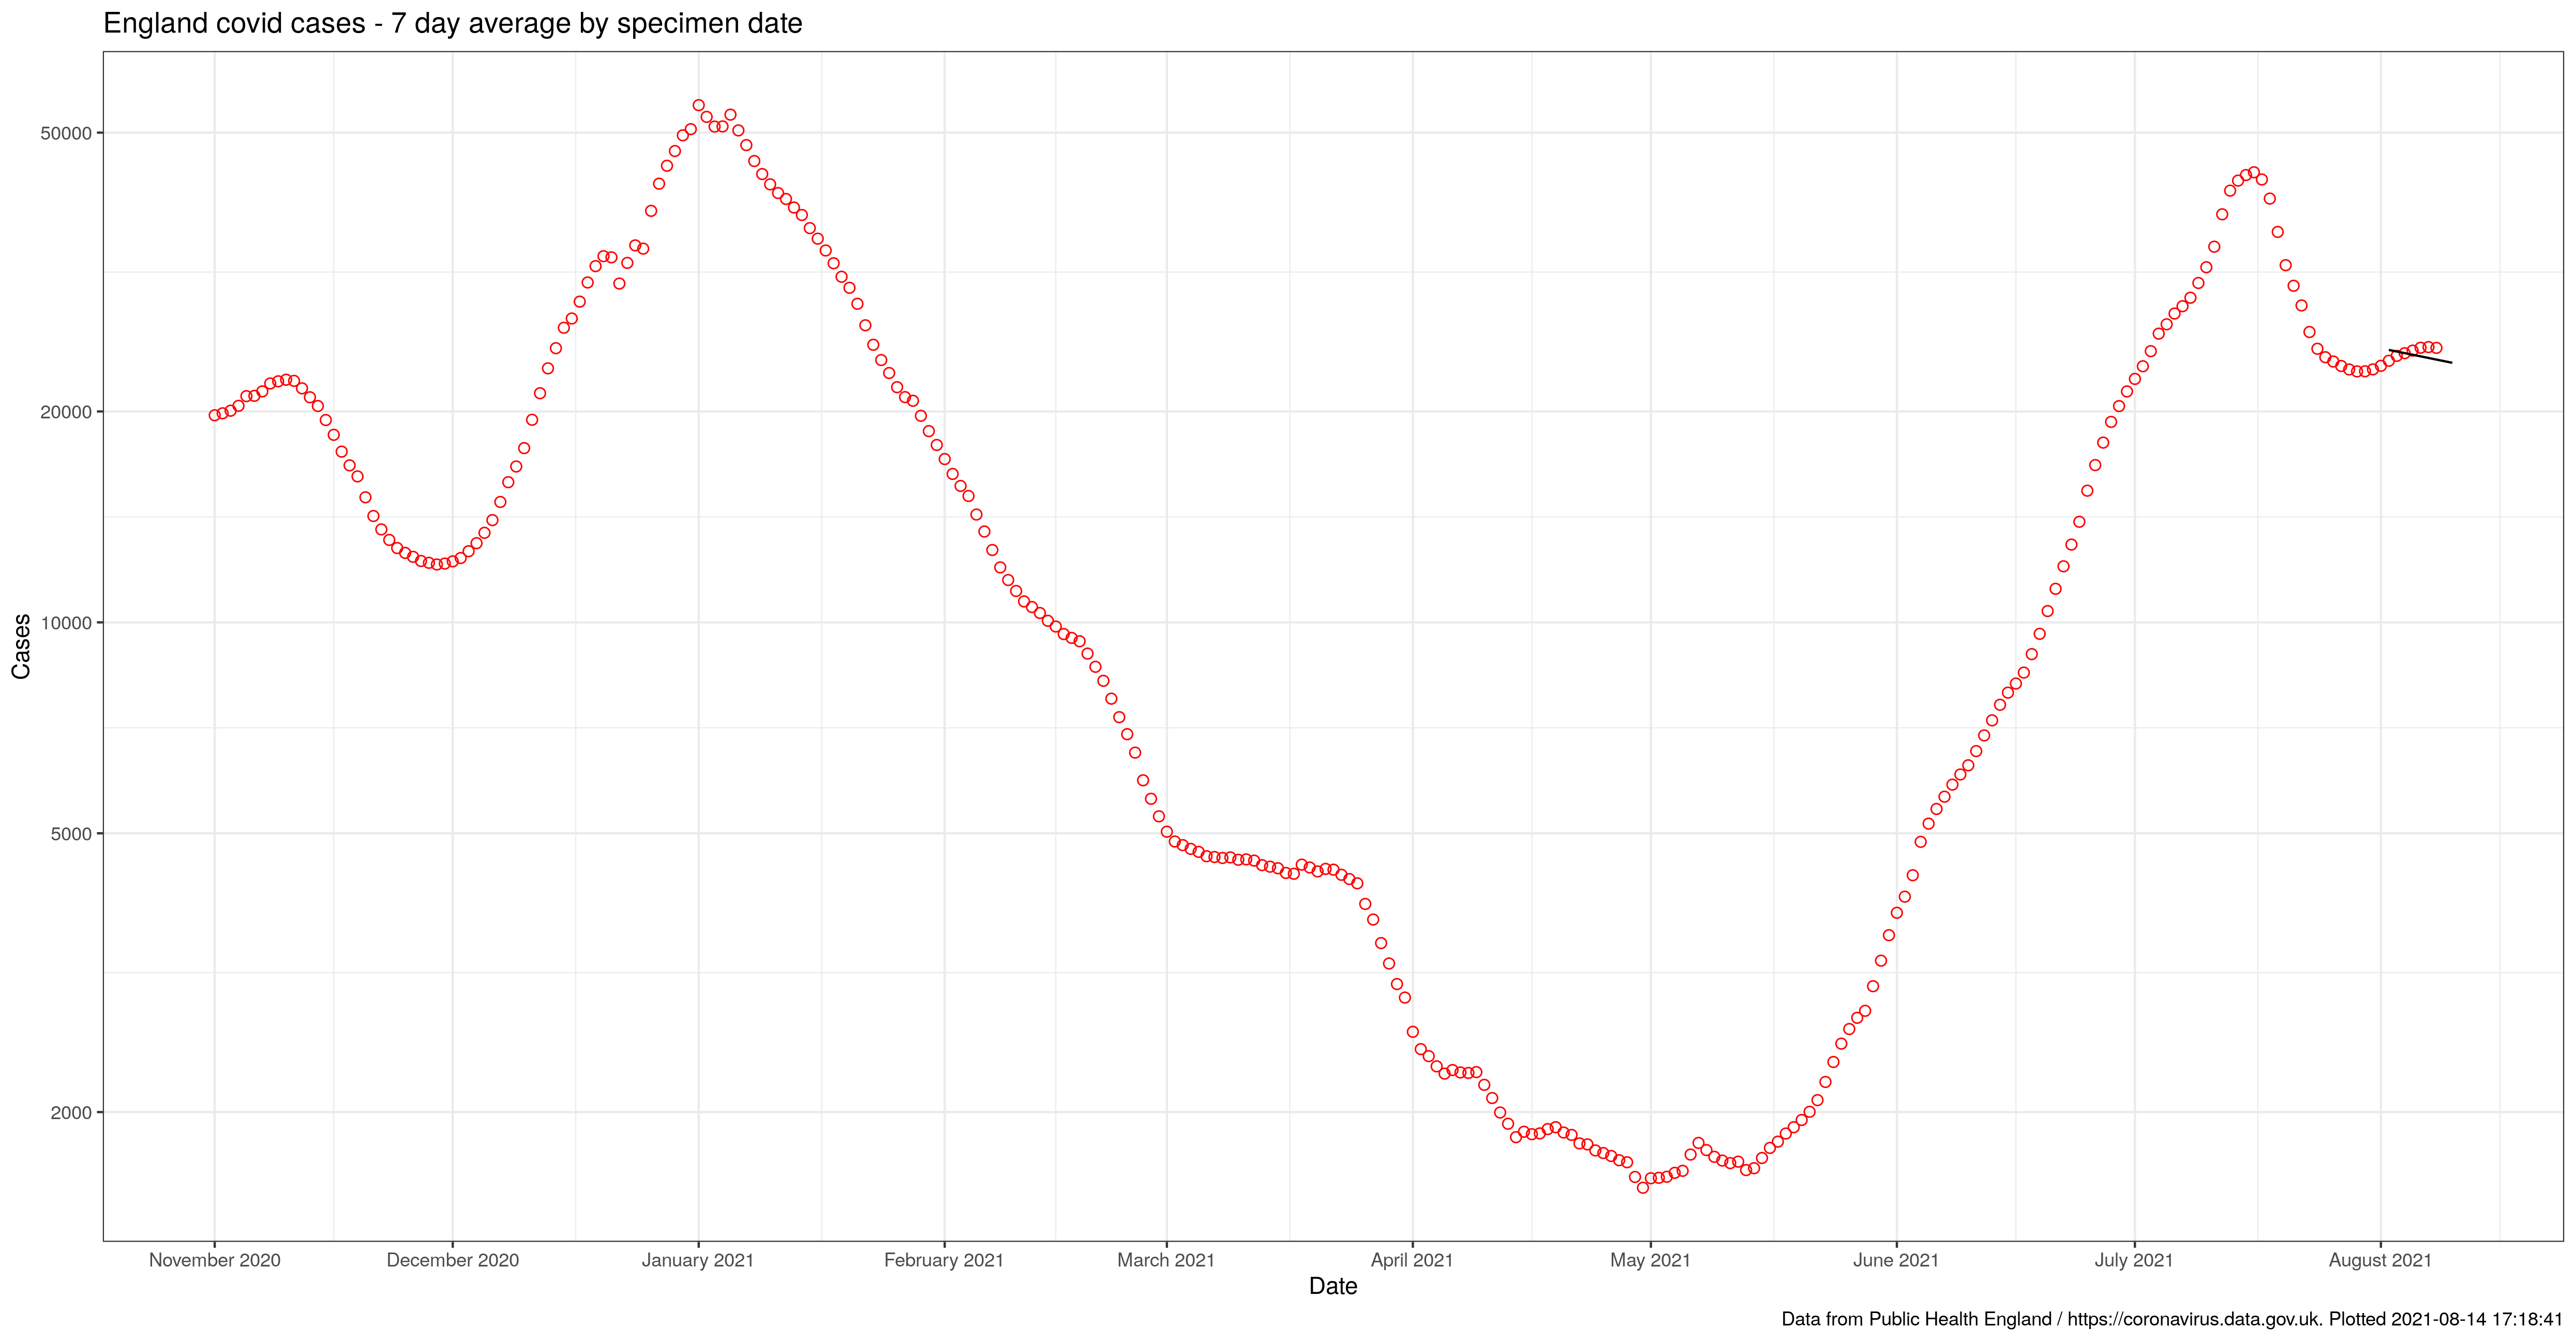 England covid cases - 7 day average by specimen date
Cases
50000
20000
10000
5000
2000
November 2020 December 2020 January 2021 February 2021 March 2021 April 2021 May 2021 June 2021 July 2021 August 2021
Date
Data from Public Health England / https://coronavirus.data.gov.uk. Plotted 2021-08-14 17:18:41